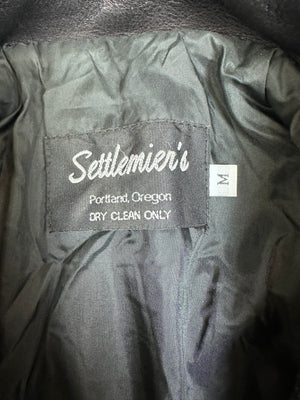 Settlemier's
Portland, Oregon
DRY CLEAN ONLY
M